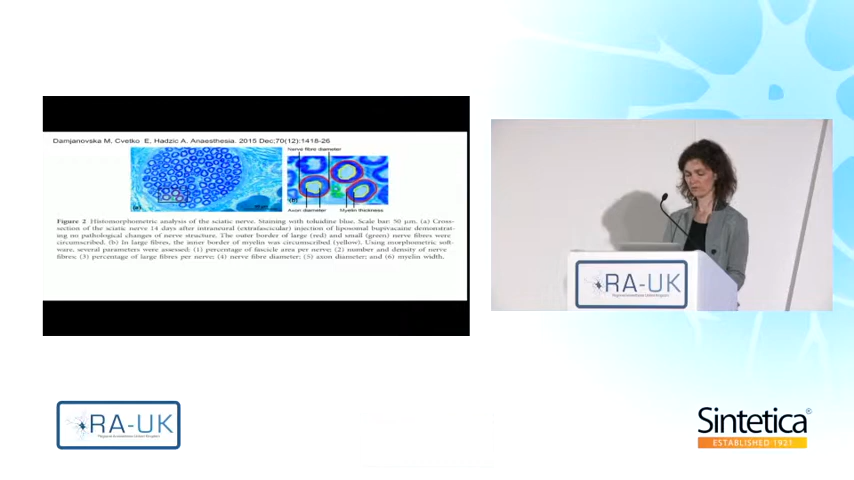 Damjanovska M, Cvetko E, Hadzic A. Anaesthesia. 2015 Dec;70(12):1418-26
Nerve fibre diameter
Axon diameter
Myelin thickness
Figure 2 Histomorphometric analysis of the sciatic nerve. Staining with toluidine blue. Scale bar: 50 µm. (a) Cross-
section of the sciatic nerve 14 days after intraneural (extrafascicular) injection of liposomal bupivacaine demonstrat-
ing no pathological changes of nerve structure. The outer border of large (red) and small (green) nerve fibres were
circumscribed. (b) In large fibres, the inner border of myelin was circumscribed (yellow). Using morphometric soft-
ware, several parameters were assessed: (1) percentage of fascicle area per nerve; (2) number and density of nerve
fibres; (3) percentage of large fibres per nerve; (4) nerve fibre diameter; (5) axon diameter; and (6) myelin width.
RA-UK
RA-UK
Sintetica®
ESTABLISHED 1921